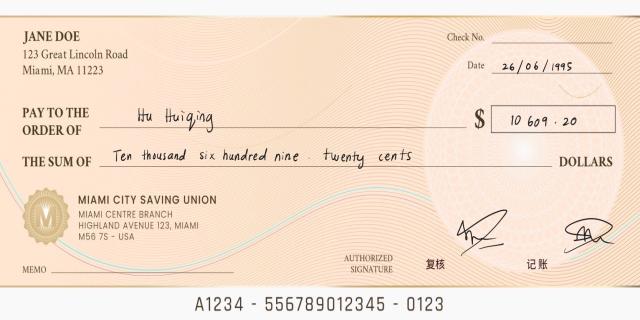 JANE DOE
123 Great Lincoln Road
Miami, MA 11223
Check No.
Date 26/06/1995
PAY TO THE
ORDER OF Hu Huiqing
$ 10 609.20
THE SUM OF Ten thousand six hundred nine. twenty cents DOLLARS
MIAMI CITY SAVING UNION
MIAMI CENTRE BRANCH
HIGHLAND AVENUE 123, MIAMI
M56 7S - USA
MEMO
AUTHORIZED
SIGNATURE
复核
记账
A1234 - 556789012345 - 0123